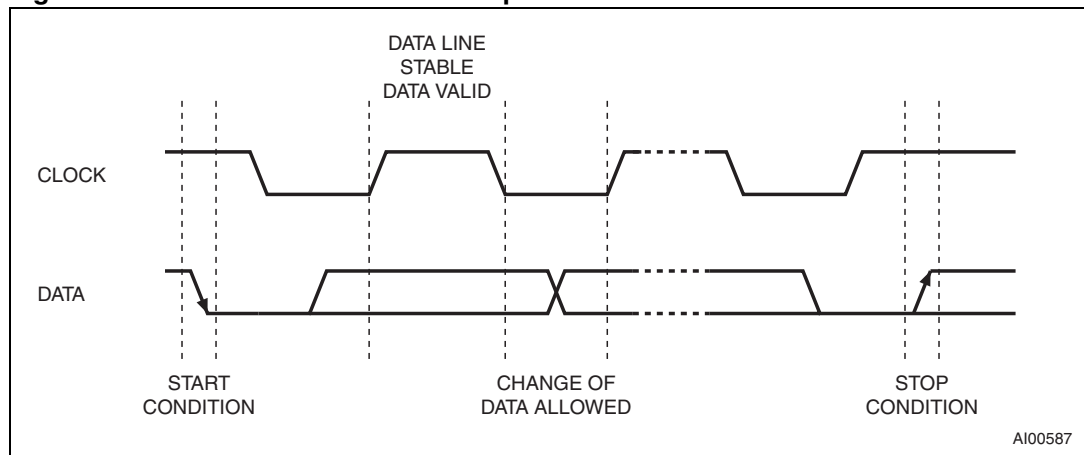 DATA LINE
STABLE
DATA VALID
CLOCK
DATA
START
CONDITION
CHANGE OF
DATA ALLOWED
STOP
CONDITION
AI00587